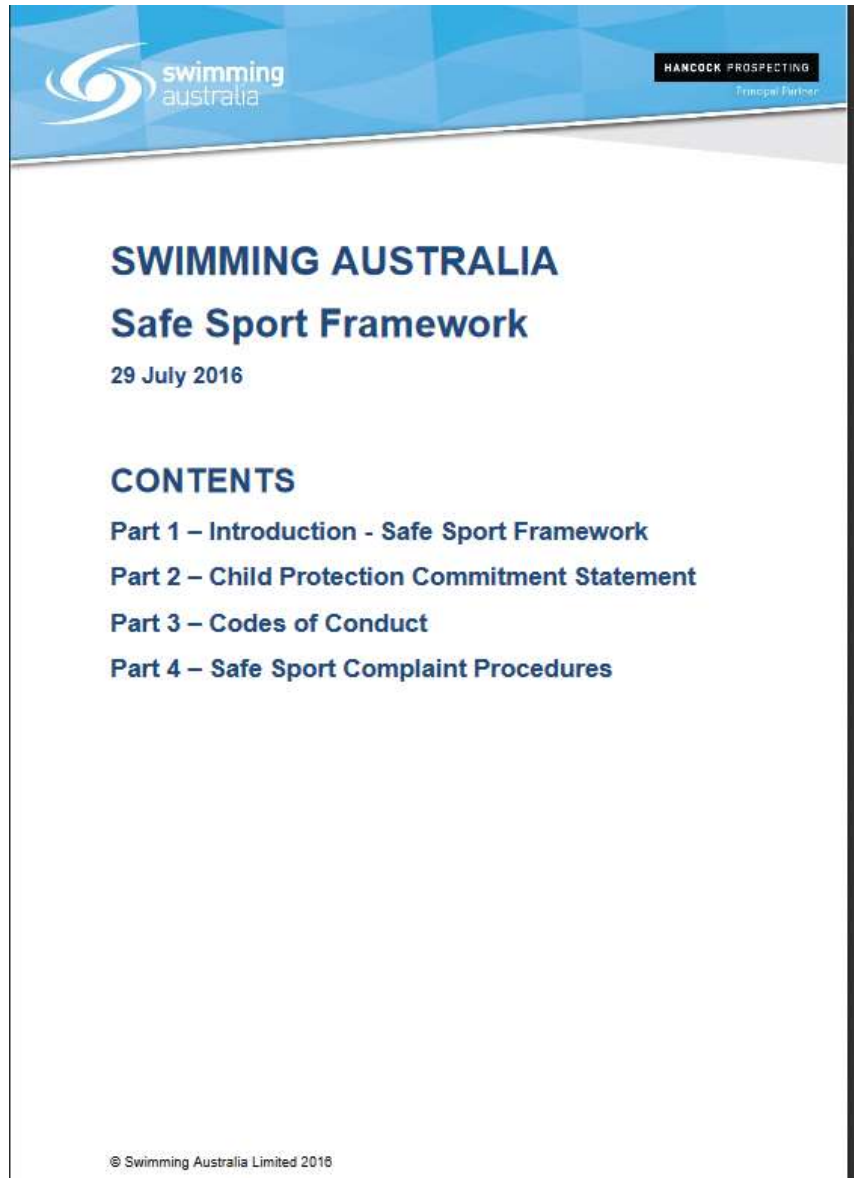 swimming
australia
HANCOCK PROSPECTING
Principal Partner
SWIMMING AUSTRALIA
Safe Sport Framework
29 July 2016
CONTENTS
Part 1 – Introduction - Safe Sport Framework
Part 2 – Child Protection Commitment Statement
Part 3 – Codes of Conduct
Part 4 – Safe Sport Complaint Procedures
© Swimming Australia Limited 2016